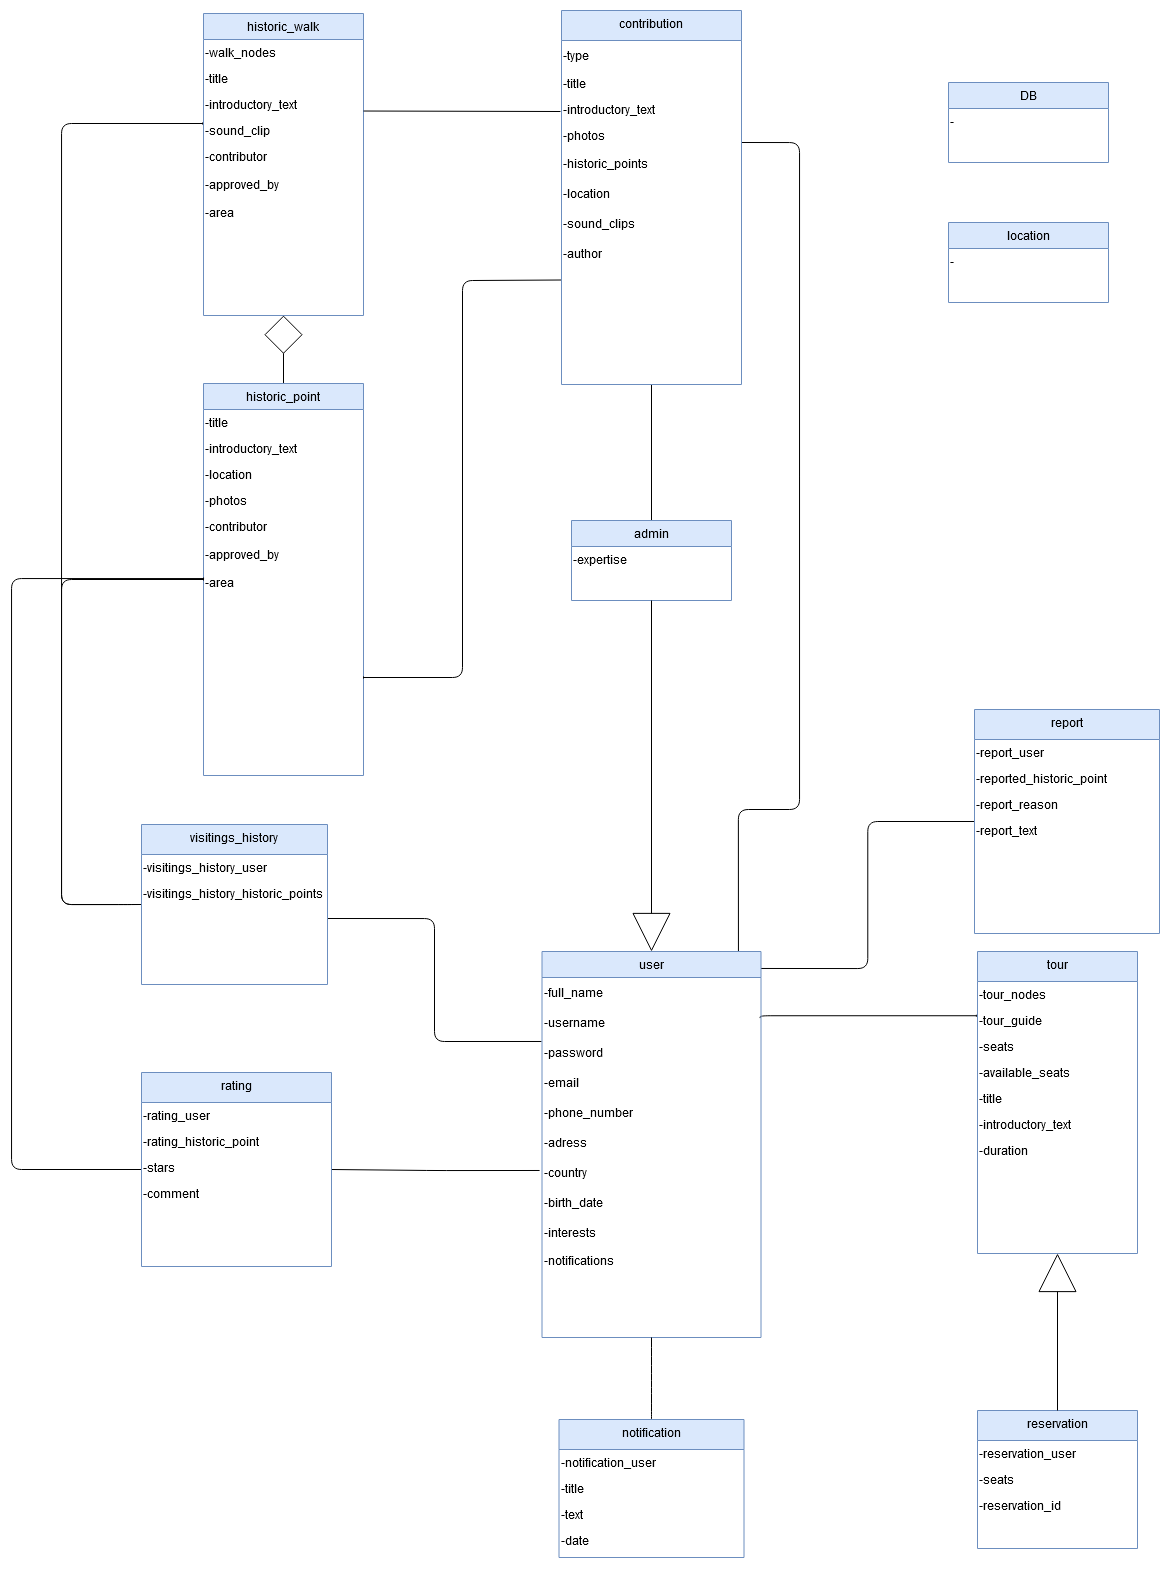 historic_walk
-walk_nodes
-title
-introductory_text
-sound_clip
-contributor
-approved_by
-area
contribution
-type
-title
-introductory_text
-photos
-historic_points
-location
-sound_clips
-author
DB
-
location
-
historic_point
-title
-introductory_text
-location
-photos
-contributor
-approved_by
-area
admin
-expertise
report
-report_user
-reported_historic_point
-report_reason
-report_text
visitings_history
-visitings_history_user
-visitings_history_historic_points
user
-full_name
-username
-password
-email
-phone_number
-adress
-country
-birth_date
-interests
-notifications
tour
-tour_nodes
-tour_guide
-seats
-available_seats
-title
-introductory_text
-duration
rating
-rating_user
-rating_historic_point
-stars
-comment
notification
-notification_user
-title
-text
-date
reservation
-reservation_user
-seats
-reservation_id